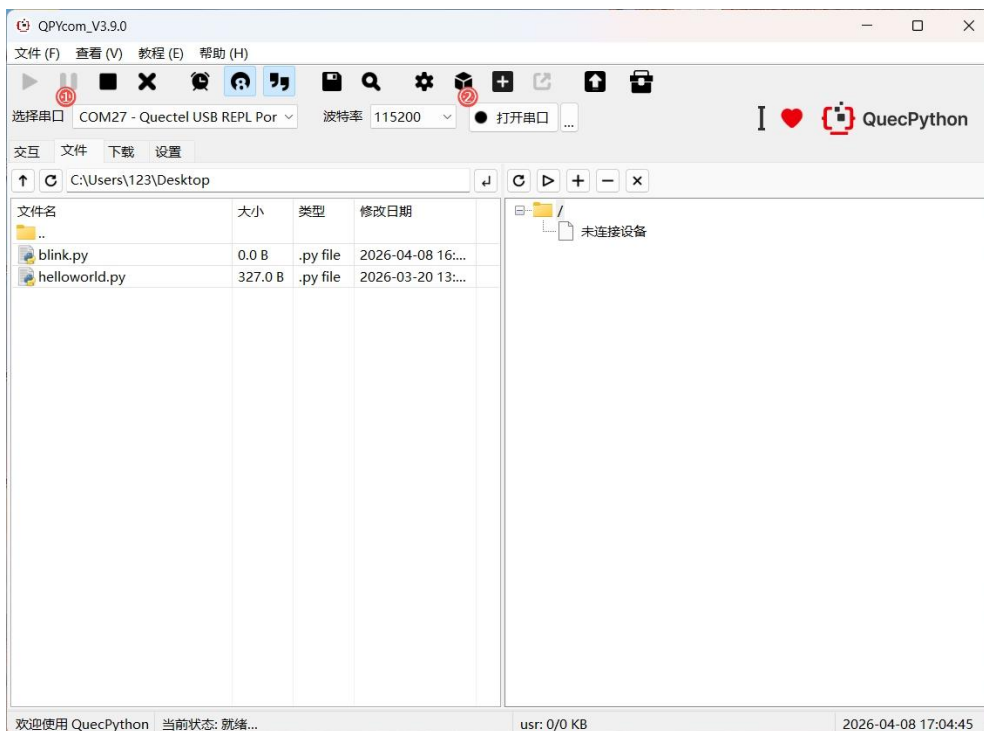 QPYcom_V3.9.0
文件 (F) 查看 (V) 教程 (E) 帮助 (H)
① ②
选择串口 COM27 - Quectel USB REPL Por 波特率 115200 打开串口 ... I QuecPython
交互 文件 下载 设置
C:\Users\123\Desktop
文件名 大小 类型 修改日期 /
.. 未连接设备
blink.py 0.0 B .py file 2026-04-08 16:...
helloworld.py 327.0 B .py file 2026-03-20 13:...
欢迎使用 QuecPython 当前状态: 就绪... usr: 0/0 KB 2026-04-08 17:04:45